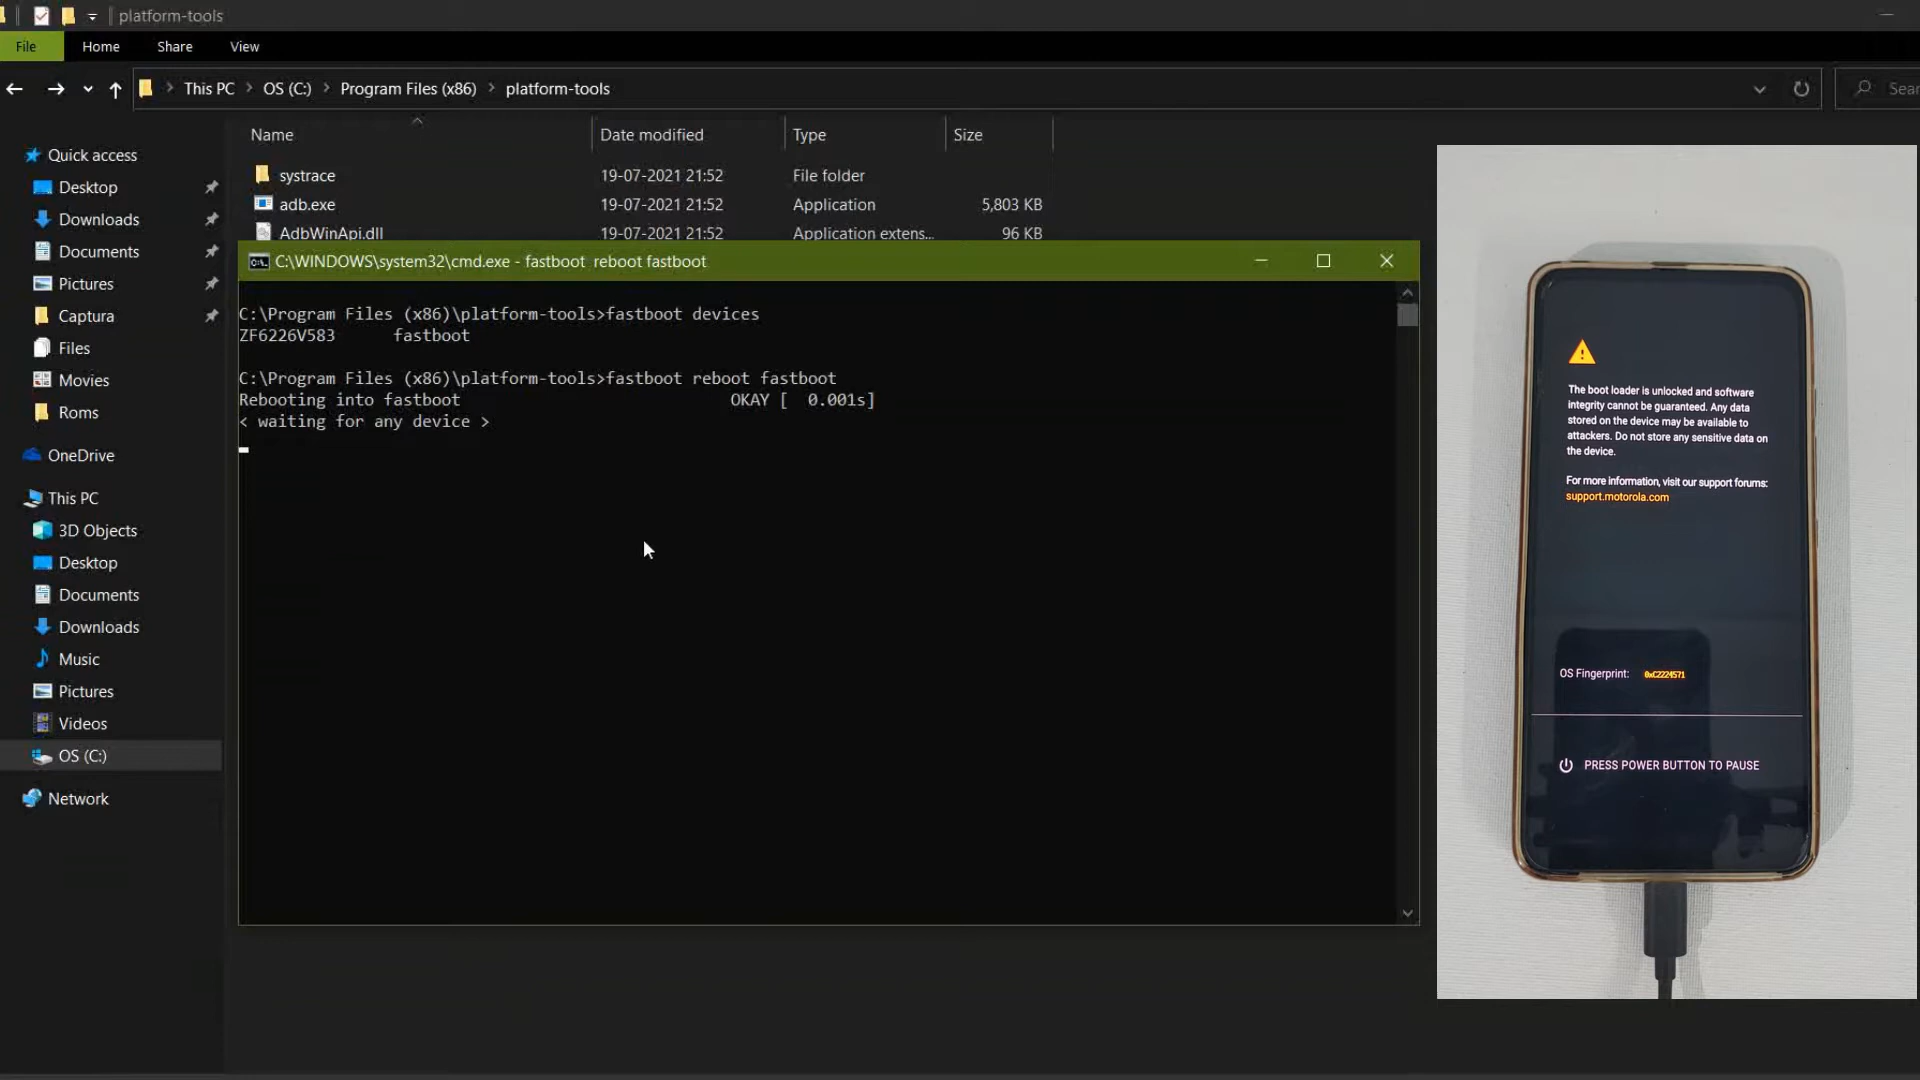 platform-tools
File Home Share View
This PC OS (C:) Program Files (x86) platform-tools
Sear
Name Date modified Type Size
Quick access
Desktop
Downloads
Documents
Pictures
Captura
Files
Movies
Roms
OneDrive
This PC
3D Objects
Desktop
Documents
Downloads
Music
Pictures
Videos
OS (C:)
Network
systrace 19-07-2021 21:52 File folder
adb.exe 19-07-2021 21:52 Application 5,803 KB
AdbWinApi.dll 19-07-2021 21:52 Application extens... 96 KB
C:\WINDOWS\system32\cmd.exe - fastboot reboot fastboot
C:\Program Files (x86)\platform-tools>fastboot devices
ZF6226V583 fastboot
C:\Program Files (x86)\platform-tools>fastboot reboot fastboot
Rebooting into fastboot OKAY [ 0.001s]
< waiting for any device >
The boot loader is unlocked and software
integrity cannot be guaranteed. Any data
stored on the device may be available to
attackers. Do not store any sensitive data on
the device.
For more information, visit our support forums:
support.motorola.com
OS Fingerprint: 0xC2224571
PRESS POWER BUTTON TO PAUSE